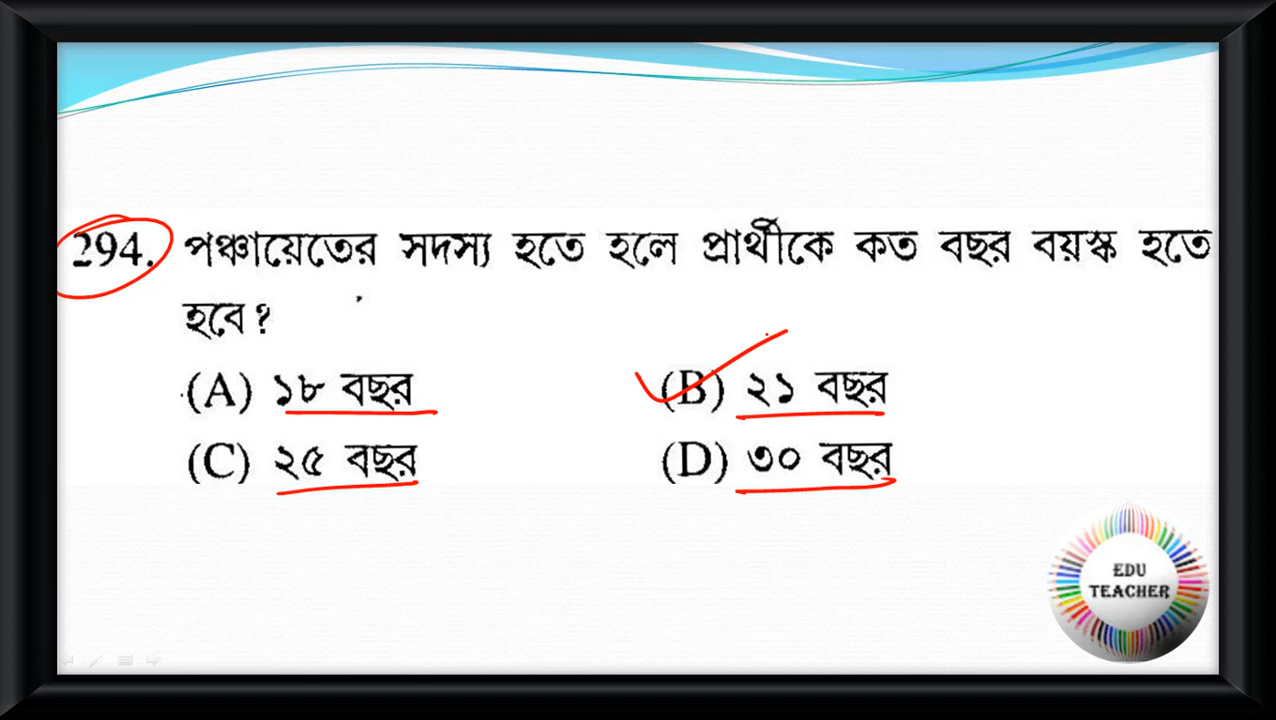 294. পঞ্চায়েতের সদস্য হতে হলে প্রার্থীকে কত বছর বয়স্ক হতে
হবে?
(A) ১৮ বছর (B) ২১ বছর
(C) ২৫ বছর (D) ৩০ বছর
EDU
TEACHER